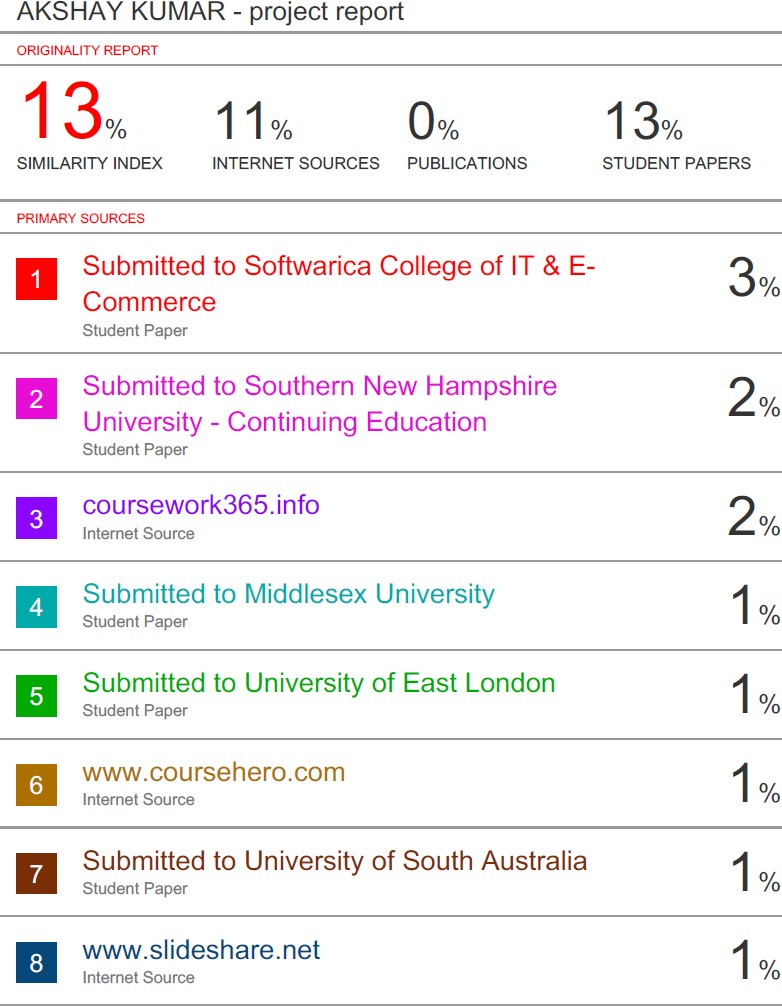 AKSHAY KUMAR - project report
ORIGINALITY REPORT
13%
11%
0%
13%
SIMILARITY INDEX
INTERNET SOURCES
PUBLICATIONS
STUDENT PAPERS
PRIMARY SOURCES
1
Submitted to Softwarica College of IT & E-
Commerce
Student Paper
3%
2
Submitted to Southern New Hampshire
University - Continuing Education
Student Paper
2%
3
coursework365.info
Internet Source
2%
4
Submitted to Middlesex University
Student Paper
1%
5
Submitted to University of East London
Student Paper
1%
6
www.coursehero.com
Internet Source
1%
7
Submitted to University of South Australia
Student Paper
1%
8
www.slideshare.net
Internet Source
1%